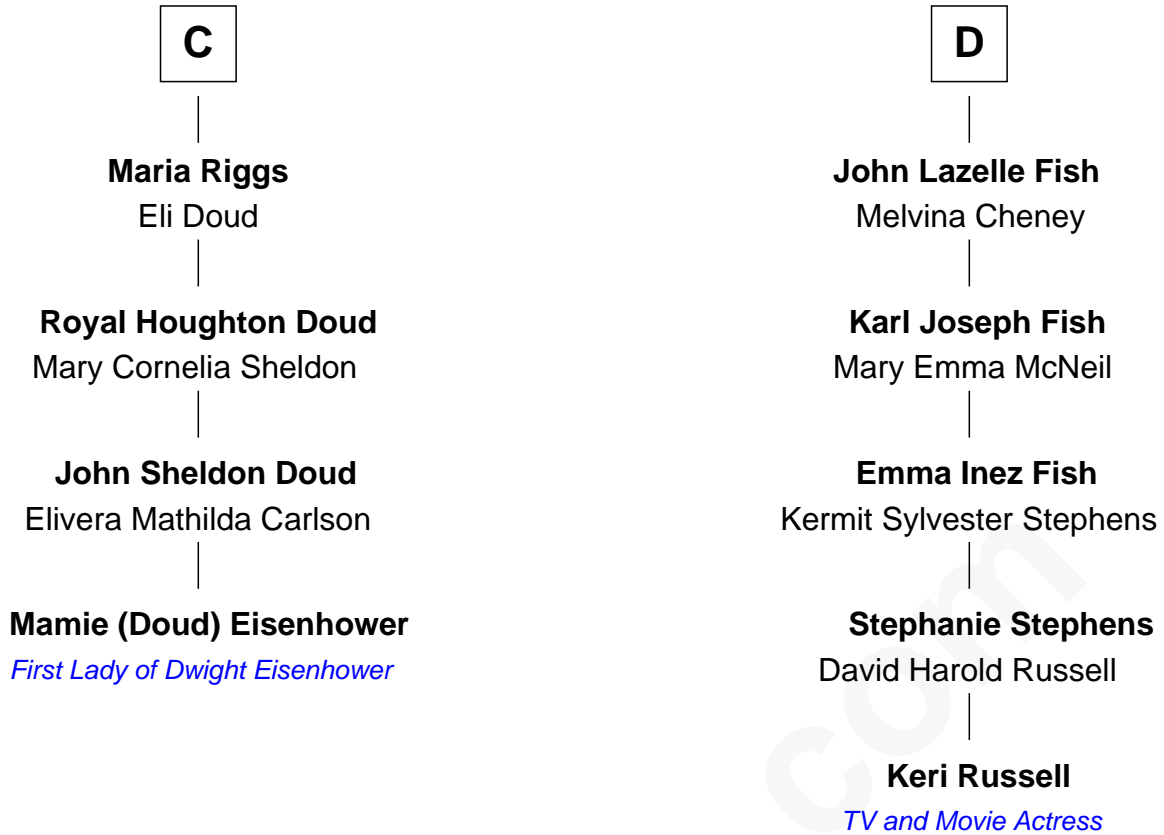 C
Maria Riggs
Eli Doud
Royal Houghton Doud
Mary Cornelia Sheldon
John Sheldon Doud
Elivera Mathilda Carlson
Mamie (Doud) Eisenhower
First Lady of Dwight Eisenhower
D
John Lazelle Fish
Melvina Cheney
Karl Joseph Fish
Mary Emma McNeil
Emma Inez Fish
Kermit Sylvester Stephens
Stephanie Stephens
David Harold Russell
Keri Russell
TV and Movie Actress
com